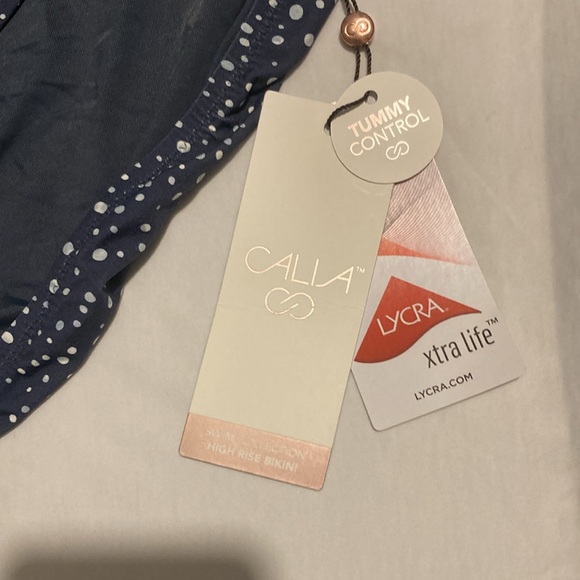 TUMMY
CONTROL
CALIA™
LYCRA®
xtra life™
LYCRA.COM
HIGH RISE BIKINI